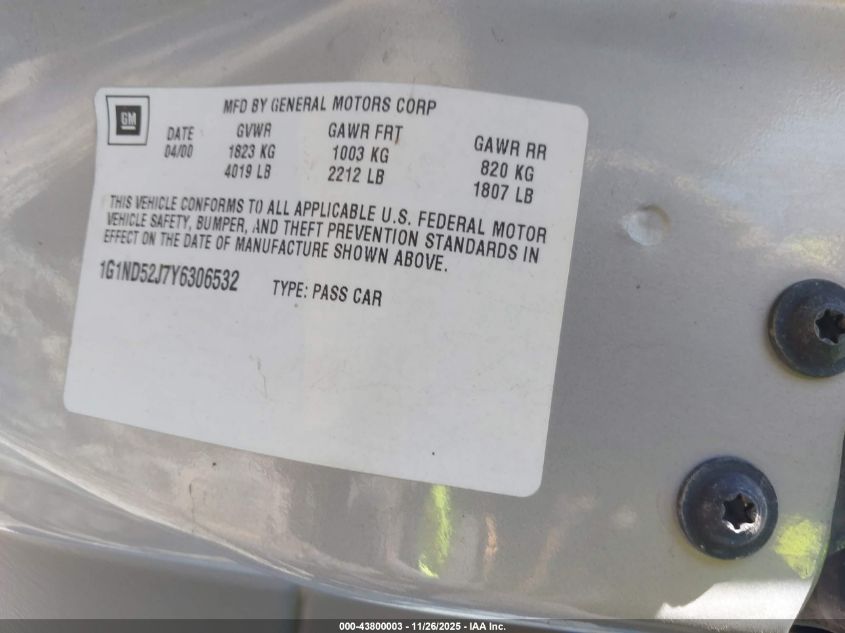 GM
MFD BY GENERAL MOTORS CORP
DATE GVWR GAWR FRT GAWR RR
04/00 1823 KG 1003 KG 820 KG
4019 LB 2212 LB 1807 LB
THIS VEHICLE CONFORMS TO ALL APPLICABLE U.S. FEDERAL MOTOR
VEHICLE SAFETY, BUMPER, AND THEFT PREVENTION STANDARDS IN
EFFECT ON THE DATE OF MANUFACTURE SHOWN ABOVE.
1G1ND52J7Y6306532 TYPE: PASS CAR
000-43800003 - 11/26/2025 - IAA Inc.